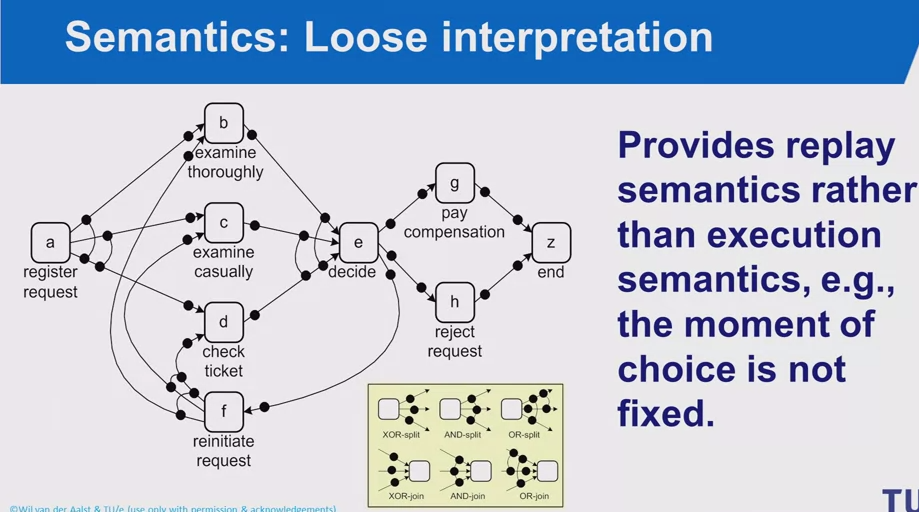 Semantics: Loose interpretation
b
examine
thoroughly
a
register
request
c
examine
casually
d
check
ticket
f
reinitiate
request
e
decide
g
pay
compensation
h
reject
request
z
end
XOR-split
AND-split
OR-split
XOR-join
AND-join
OR-join
Provides replay
semantics rather
than execution
semantics, e.g.,
the moment of
choice is not
fixed.
©Wil van der Aalst & TU/e (use only with permission & acknowledgements)
TU